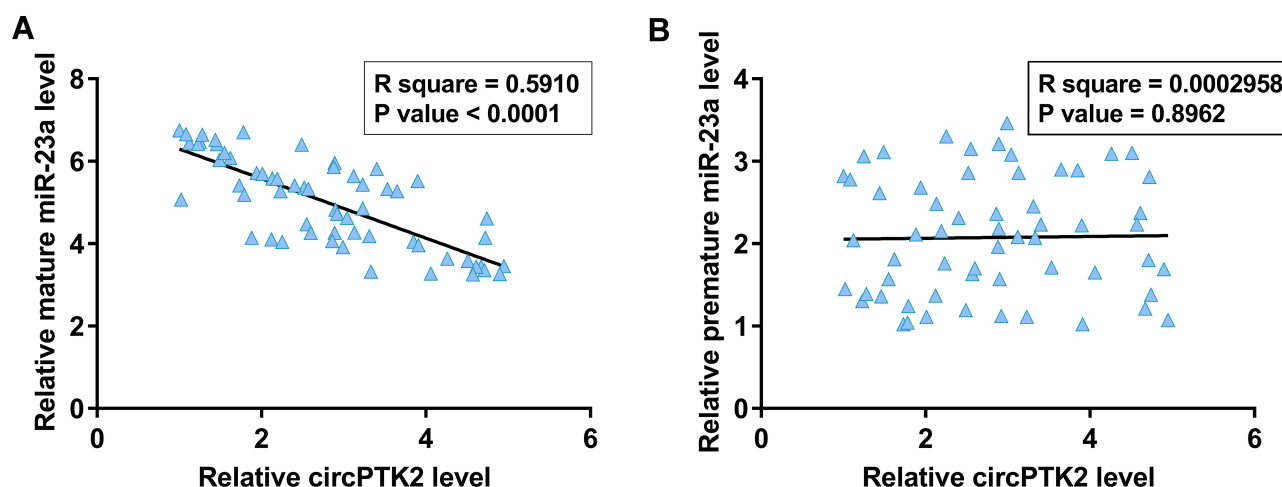 A
Relative mature miR-23a level
R square = 0.5910
P value < 0.0001
8
6
4
2
0
0 2 4 6
Relative circPTK2 level
B
Relative premature miR-23a level
R square = 0.0002958
P value = 0.8962
4
3
2
1
0
0 2 4 6
Relative circPTK2 level